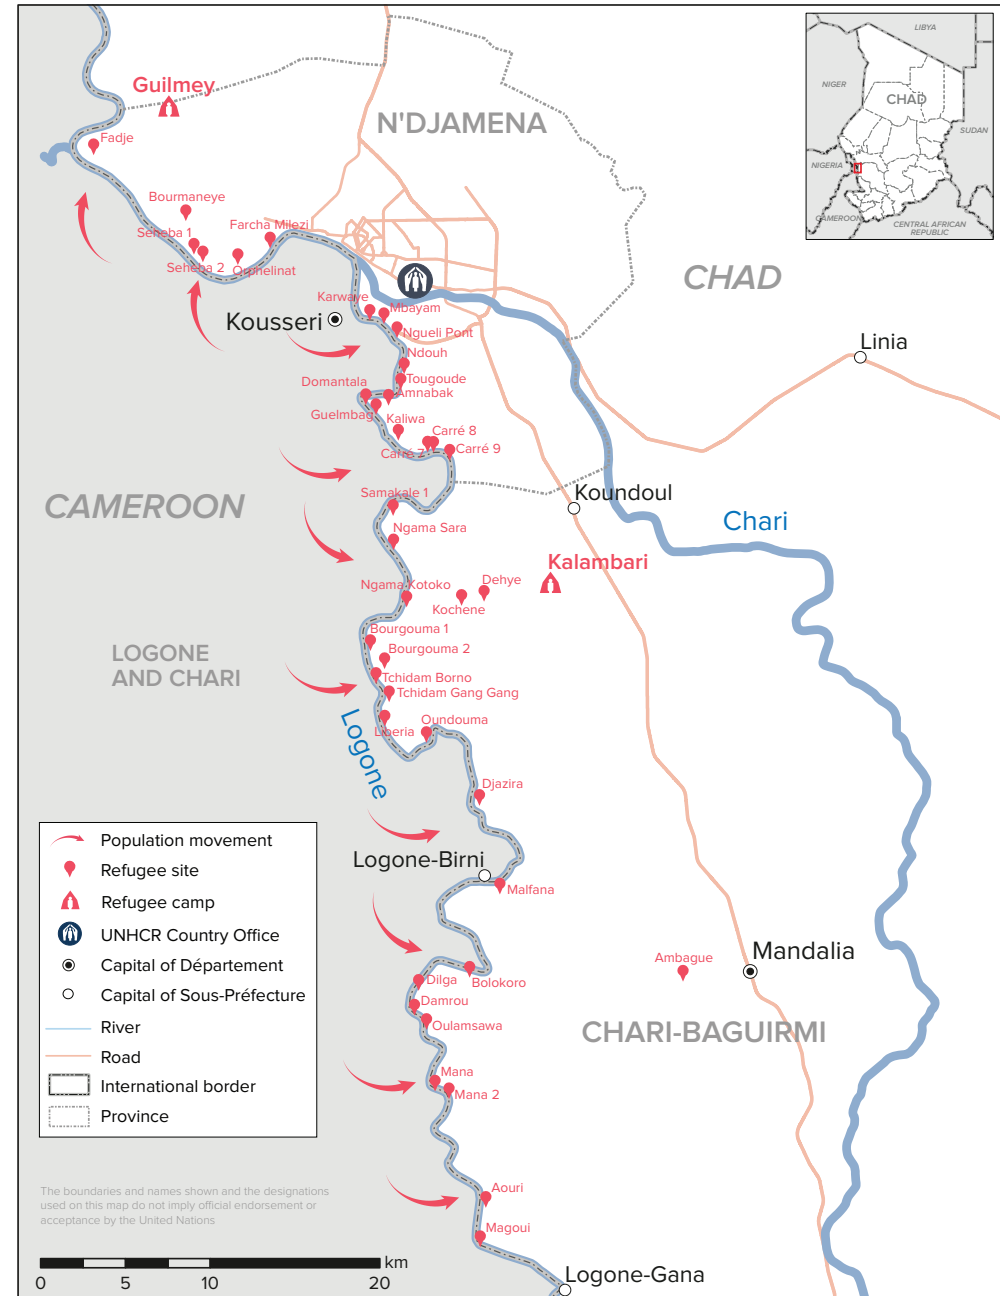 LIBYA
NIGER
CHAD
SUDAN
NIGERIA
CAMEROON
CENTRAL AFRICAN
REPUBLIC
Guilmey
N'DJAMENA
Fadje
Bourmaneye
Farcha Milezi
Seheba 1
Seheba 2
Orphelinat
CHAD
Karwaye
Mbayam
Kousseri
Ngueli Pont
Linia
Ndouh
Domantala
Tougoude
Amnabak
Guelmbag
Kaliwa
Carré 8
Carré 7
Carré 9
CAMEROON
Samakale 1
Koundoul
Chari
Ngama Sara
Kalambari
Ngama Kotoko
Dehye
Kochene
Bourgouma 1
LOGONE
AND CHARI
Bourgouma 2
Tchidam Borno
Tchidam Gang Gang
Logone
Liberia
Oundouma
Djazira
Logone-Birni
Malfana
Mandalia
Ambague
Dilga
Bolokoro
Damrou
Oulamsawa
CHARI-BAGUIRMI
Mana
Mana 2
Aouri
Magoui
Logone-Gana
Population movement
Refugee site
Refugee camp
UNHCR Country Office
Capital of Département
Capital of Sous-Préfecture
River
Road
International border
Province
The boundaries and names shown and the designations
used on this map do not imply official endorsement or
acceptance by the United Nations
km
0 5 10 20